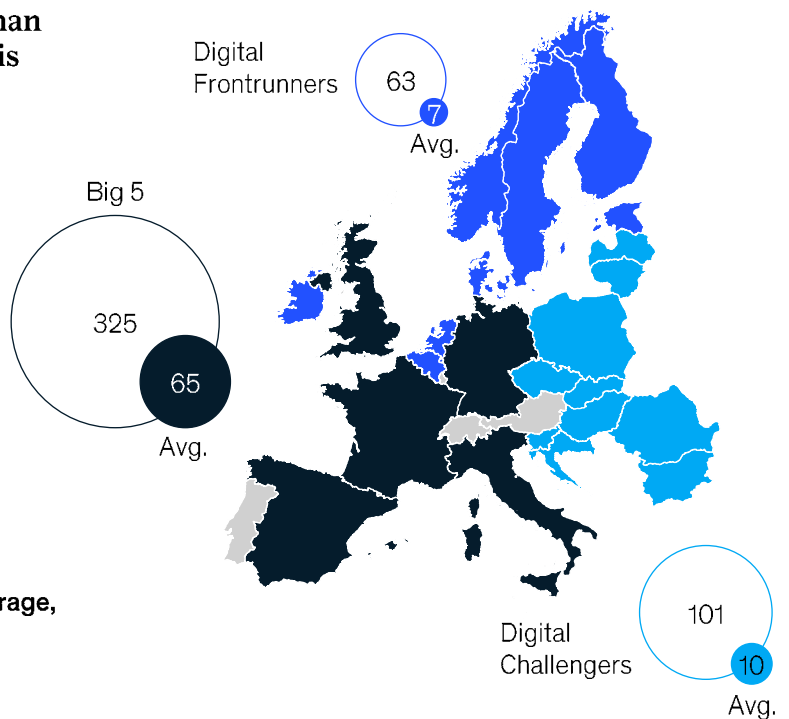 Digital
Frontrunners
63
7
Avg.
Big 5
325
65
Avg.
Digital
Challengers
101
10
Avg.